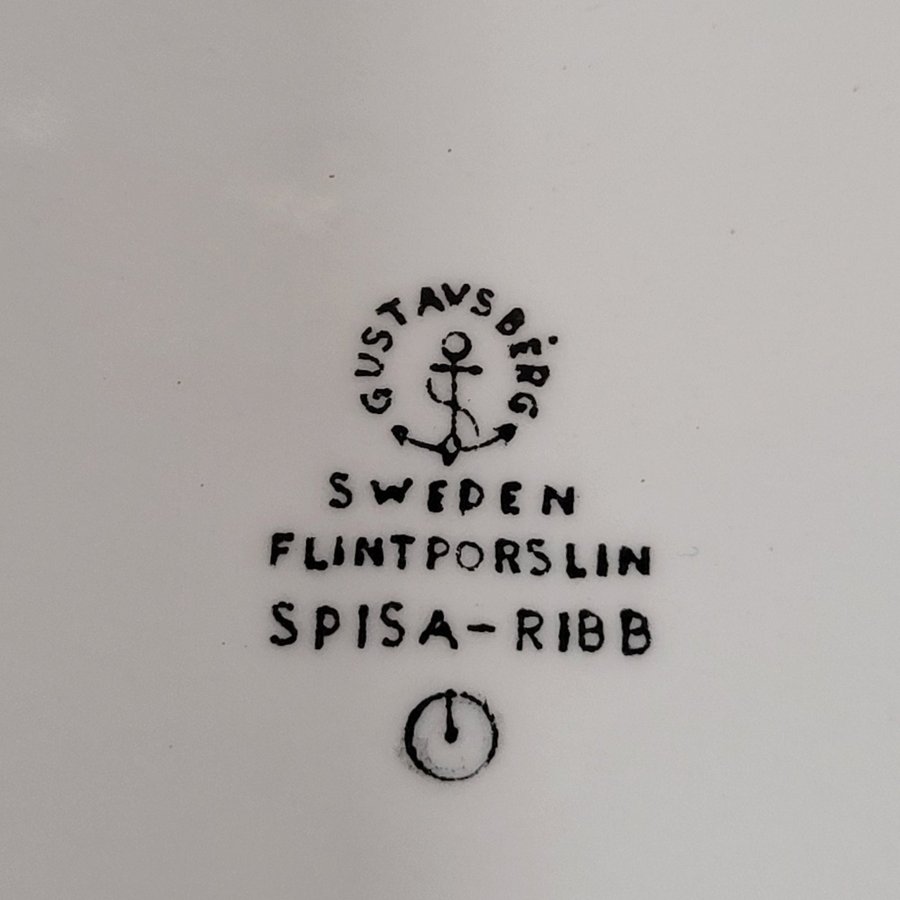 GUSTAVSBERG
SWEDEN
FLINTPORSLIN
SPISA-RIBB